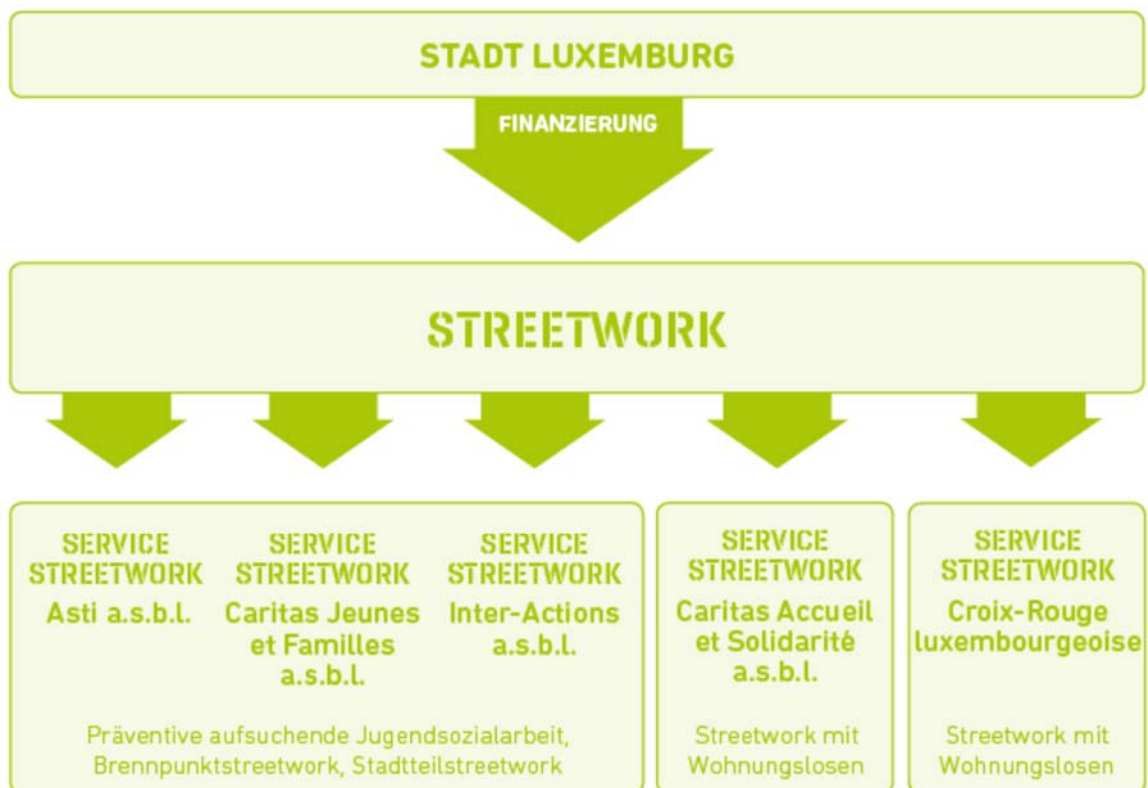 STADT LUXEMBURG
FINANZIERUNG
STREETWORK
SERVICE
STREETWORK
Asti a.s.b.l.
SERVICE
STREETWORK
Caritas Jeunes
et Familles
a.s.b.l.
SERVICE
STREETWORK
Inter-Actions
a.s.b.l.
Präventive aufsuchende Jugendsozialarbeit,
Brennpunktstreetwork, Stadtteilstreetwork
SERVICE
STREETWORK
Caritas Accueil
et Solidarité
a.s.b.l.
Streetwork mit
Wohnungslosen
SERVICE
STREETWORK
Croix-Rouge
luxembourgeoise
Streetwork mit
Wohnungslosen